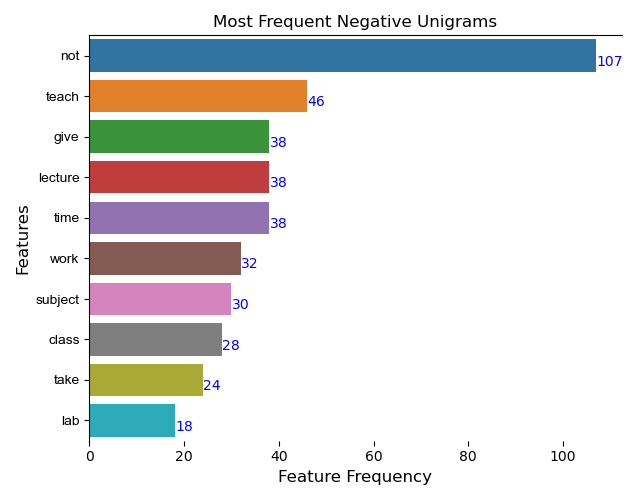 Most Frequent Negative Unigrams
not
107
teach
46
give
38
lecture
38
time
38
work
32
subject
30
class
28
take
24
lab
18
Features
0 20 40 60 80 100
Feature Frequency